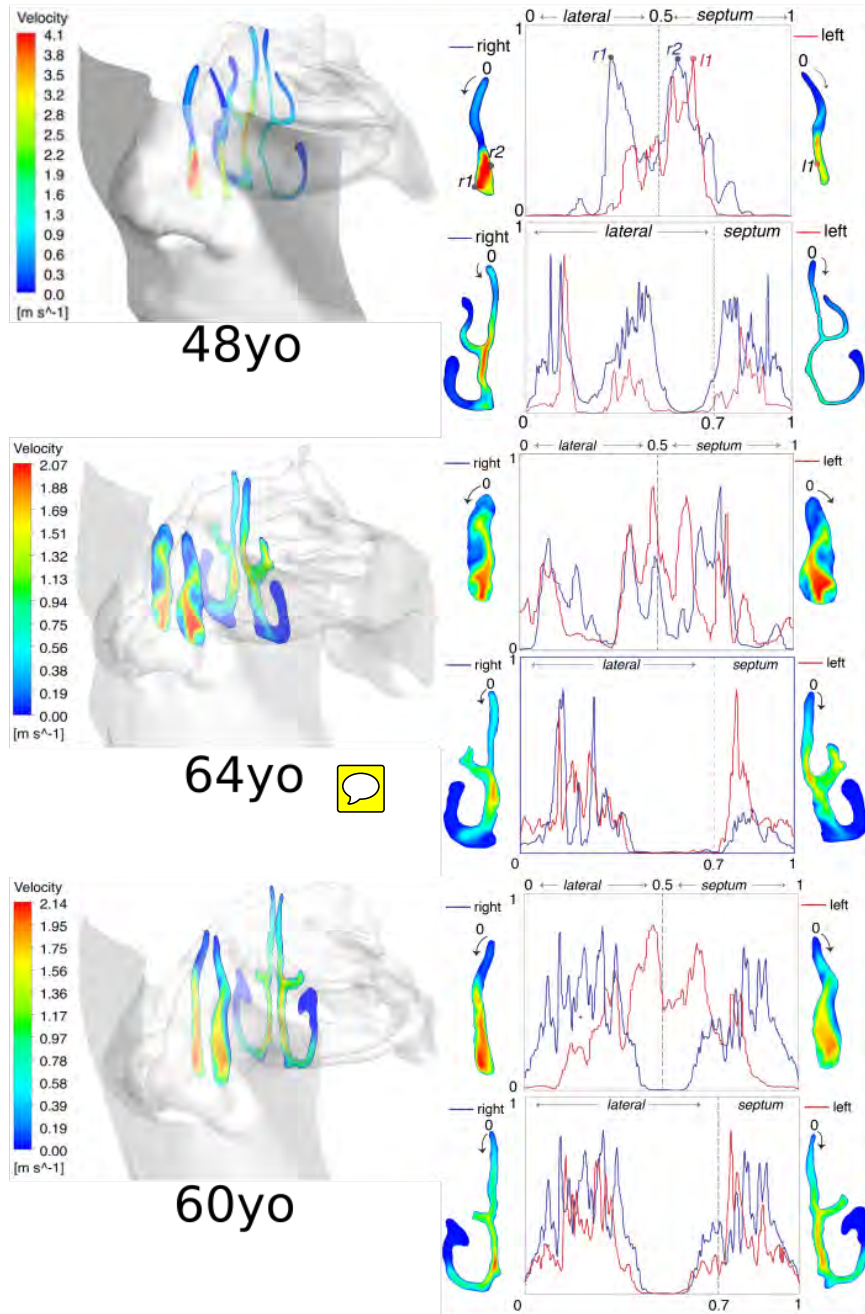 Velocity
4.1
3.8
3.4
3.1
2.8
2.5
2.2
1.9
1.6
1.3
0.9
0.6
0.3
0.0
[m s^-1]
48yo
0 lateral 0.5 septum 1
right
left
1
r1
r2
l1
0
0
r2
r1
l1
0
right
1
lateral
septum
left
0
0
0
0.7
1
Velocity
2.07
1.88
1.69
1.51
1.32
1.13
0.94
0.75
0.56
0.38
0.19
0.00
[m s^-1]
64yo
0 lateral 0.5 septum 1
right
1
left
0
0
0
right
1
lateral
septum
left
0
0
0
0.7
1
Velocity
2.14
1.95
1.75
1.56
1.36
1.17
0.97
0.78
0.58
0.39
0.19
0.00
[m s^-1]
60yo
0 lateral 0.5 septum 1
right
1
left
0
0
0
right
1
lateral
septum
left
0
0
0
0.7
1